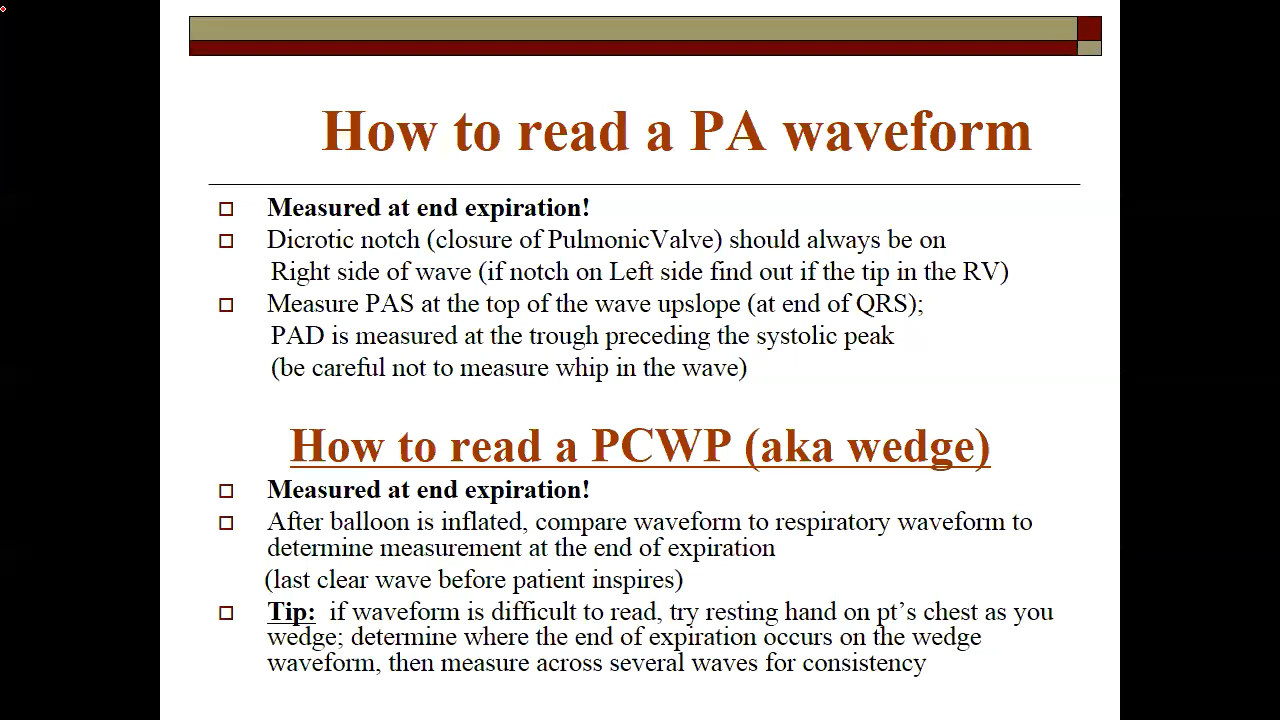 How to read a PA waveform
Measured at end expiration!
Dicrotic notch (closure of PulmonicValve) should always be on
Right side of wave (if notch on Left side find out if the tip in the RV)
Measure PAS at the top of the wave upslope (at end of QRS);
PAD is measured at the trough preceding the systolic peak
(be careful not to measure whip in the wave)
How to read a PCWP (aka wedge)
Measured at end expiration!
After balloon is inflated, compare waveform to respiratory waveform to
determine measurement at the end of expiration
(last clear wave before patient inspires)
Tip: if waveform is difficult to read, try resting hand on pt’s chest as you
wedge; determine where the end of expiration occurs on the wedge
waveform, then measure across several waves for consistency